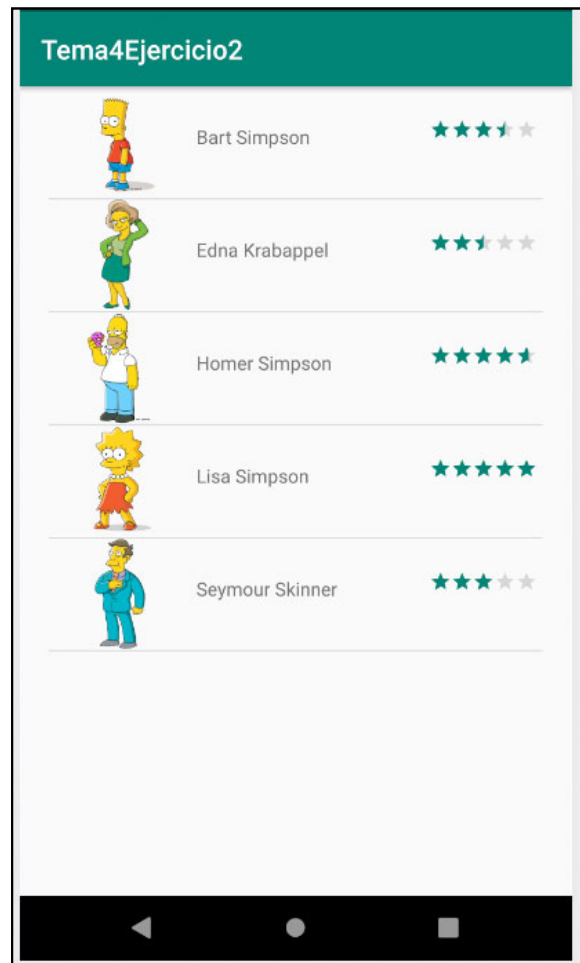 Tema4Ejercicio2
Bart Simpson
Edna Krabappel
Homer Simpson
Lisa Simpson
Seymour Skinner